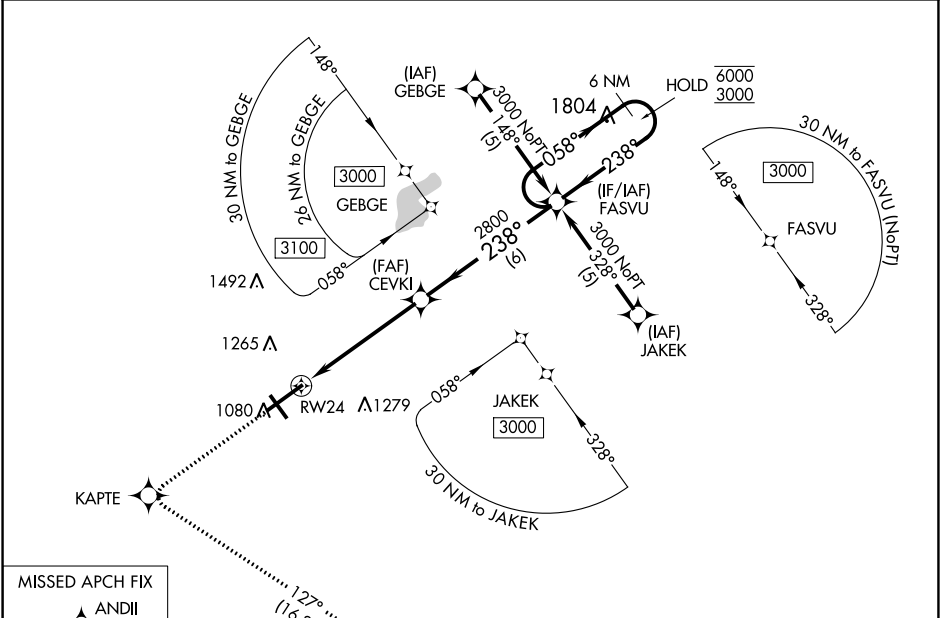 148°
30 NM to GEBGE
26 NM to GEBGE
3000
GEBGE
3100
058°
(IAF)
GEBGE
3000 NoPT
148°
(5)
6 NM
1804
HOLD
6000
3000
058°
238°
(IF/IAF)
FASVU
30 NM to FASVU (NoPT)
148°
3000
FASVU
328°
2800
238°
(6)
3000 NoPT
328°
(5)
(IAF)
JAKEK
(FAF)
CEVKI
1492
1265
1080
RW24
1279
058°
JAKEK
3000
328°
30 NM to JAKEK
KAPTE
127°
MISSED APCH FIX
ANDII